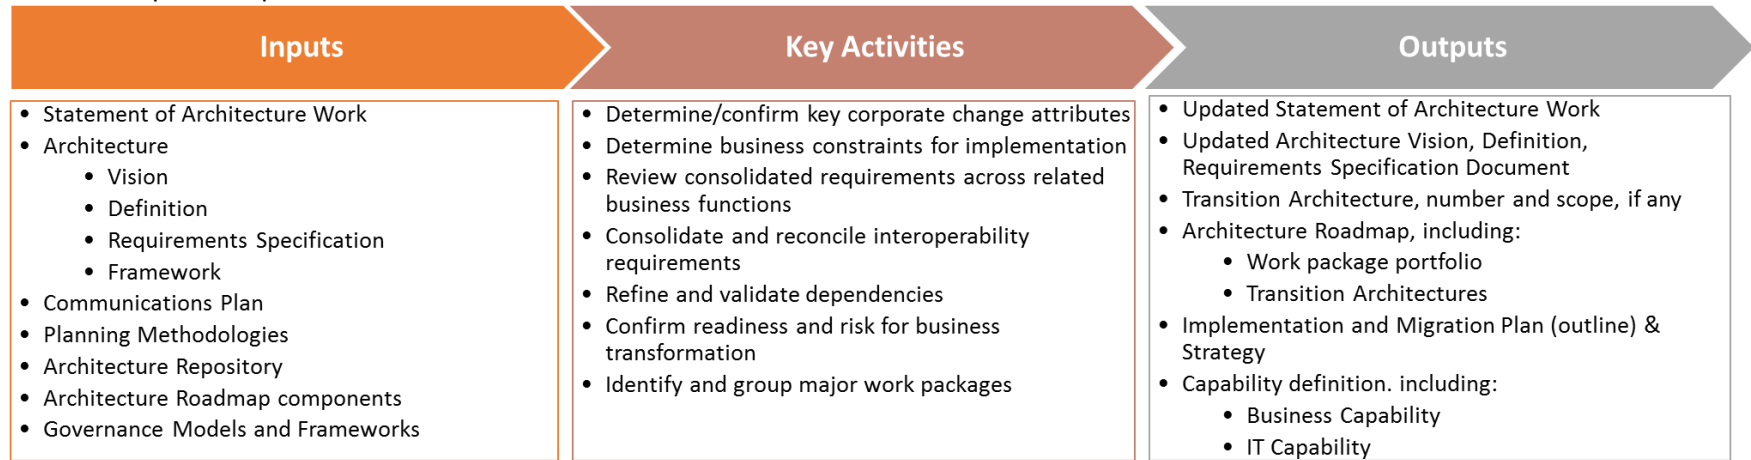 Inputs
Key Activities
Outputs
• Statement of Architecture Work
• Architecture
• Vision
• Definition
• Requirements Specification
• Framework
• Communications Plan
• Planning Methodologies
• Architecture Repository
• Architecture Roadmap components
• Governance Models and Frameworks
• Determine/confirm key corporate change attributes
• Determine business constraints for implementation
• Review consolidated requirements across related
business functions
• Consolidate and reconcile interoperability
requirements
• Refine and validate dependencies
• Confirm readiness and risk for business
transformation
• Identify and group major work packages
• Updated Statement of Architecture Work
• Updated Architecture Vision, Definition,
Requirements Specification Document
• Transition Architecture, number and scope, if any
• Architecture Roadmap, including:
• Work package portfolio
• Transition Architectures
• Implementation and Migration Plan (outline) &
Strategy
• Capability definition. including:
• Business Capability
• IT Capability